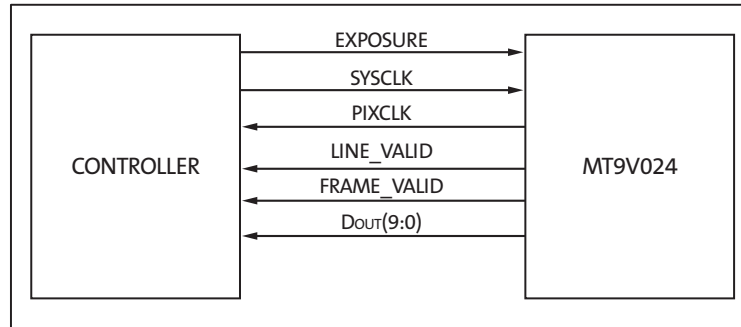 EXPOSURE
SYSCLK
PIXCLK
CONTROLLER
LINE_VALID
MT9V024
FRAME_VALID
DOUT(9:0)